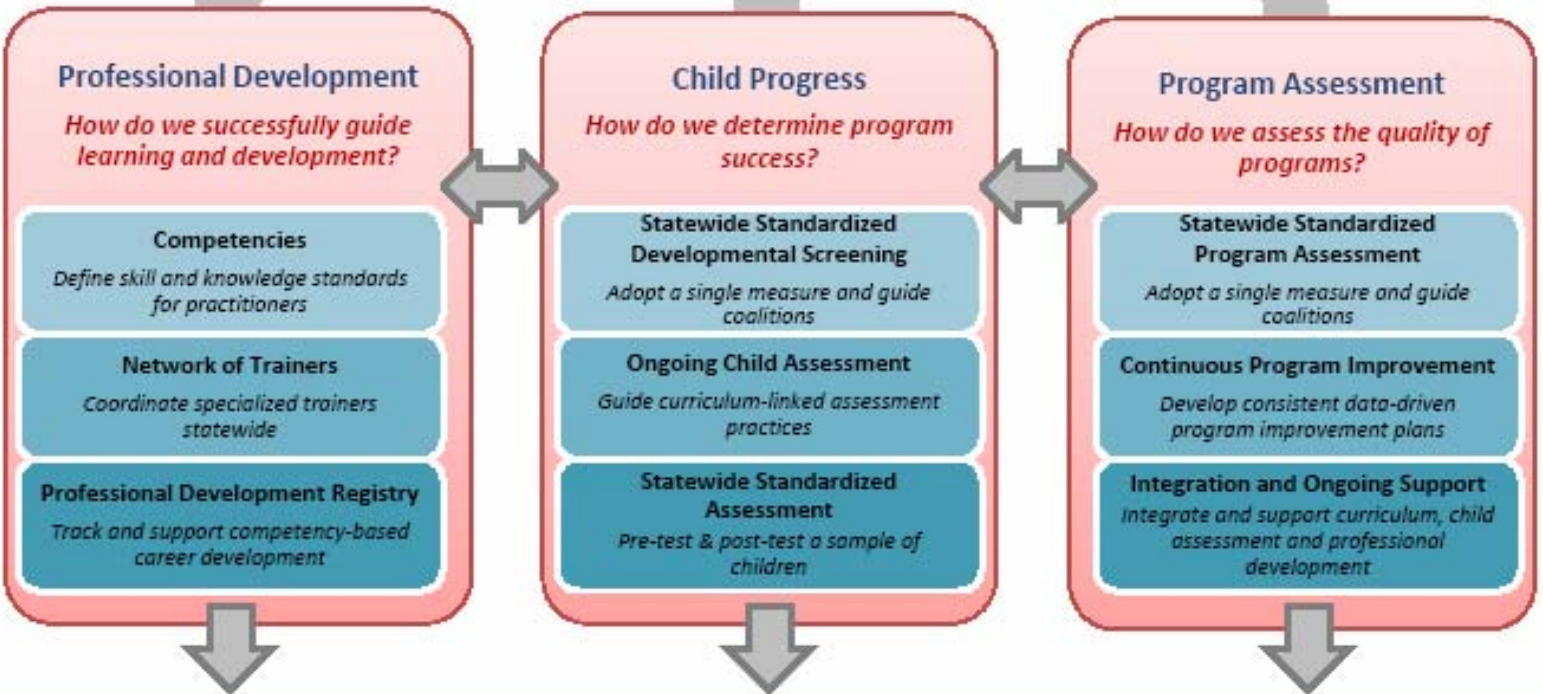 Professional Development
How do we successfully guide
learning and development?
Competencies
Define skill and knowledge standards
for practitioners
Network of Trainers
Coordinate specialized trainers
statewide
Professional Development Registry
Track and support competency-based
career development
Child Progress
How do we determine program
success?
Statewide Standardized
Developmental Screening
Adopt a single measure and guide
coalitions
Ongoing Child Assessment
Guide curriculum-linked assessment
practices
Statewide Standardized
Assessment
Pre-test & post-test a sample of
children
Program Assessment
How do we assess the quality of
programs?
Statewide Standardized
Program Assessment
Adopt a single measure and guide
coalitions
Continuous Program Improvement
Develop consistent data-driven
program improvement plans
Integration and Ongoing Support
Integrate and support curriculum, child
assessment and professional
development